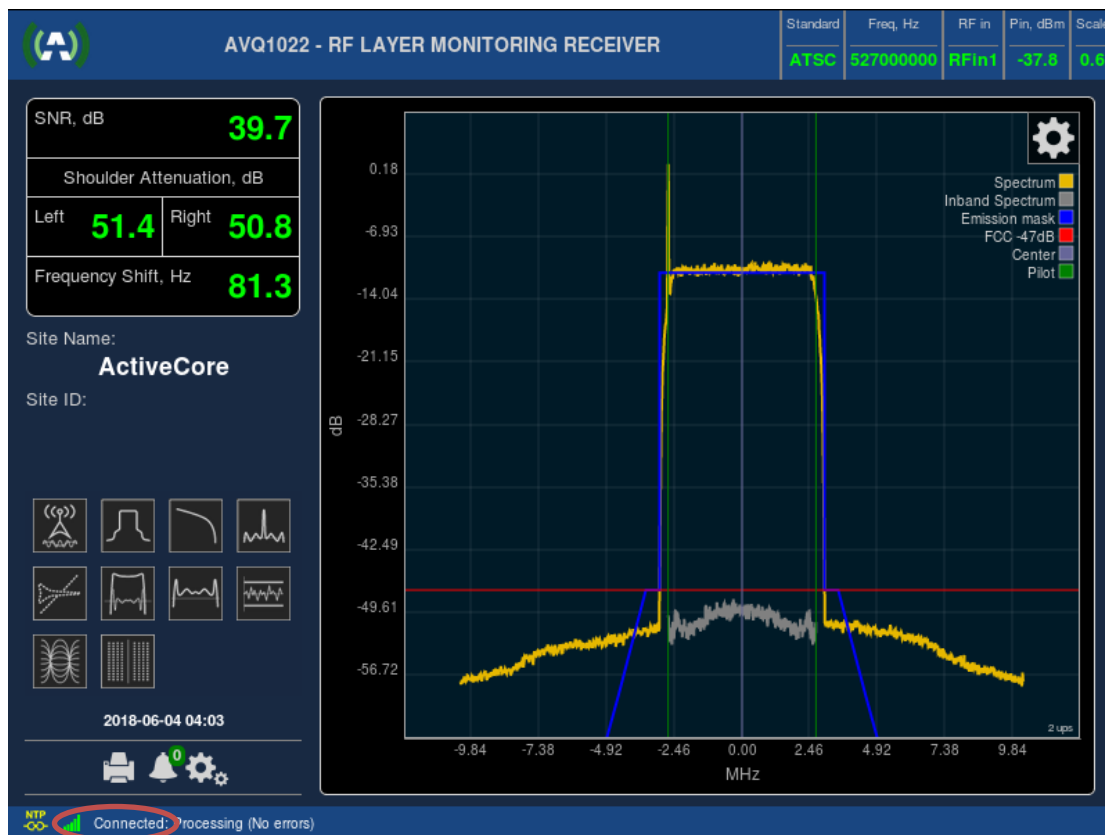 AVQ1022 - RF LAYER MONITORING RECEIVER
Standard
ATSC
Freq, Hz
527000000
RF in
RFin1
Pin, dBm
-37.8
Scale
0.6
SNR, dB
39.7
Shoulder Attenuation, dB
Left 51.4 Right 50.8
Frequency Shift, Hz
81.3
Site Name:
ActiveCore
Site ID:
2018-06-04 04:03
0
NTP
Connected: Processing (No errors)
Spectrum
Inband Spectrum
Emission mask
FCC -47dB
Center
Pilot
0.18
-6.93
-14.04
-21.15
-28.27
-35.38
-42.49
-49.61
-56.72
dB
2 ups
-9.84 -7.38 -4.92 -2.46 0.00 2.46 4.92 7.38 9.84
MHz